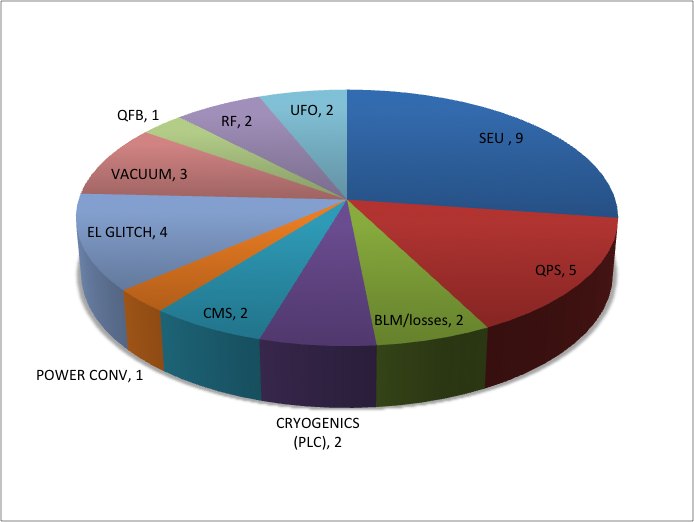 UFO, 2
QFB, 1
RF, 2
SEU , 9
VACUUM, 3
EL GLITCH, 4
QPS, 5
CMS, 2
BLM/losses, 2
POWER CONV, 1
CRYOGENICS
(PLC), 2